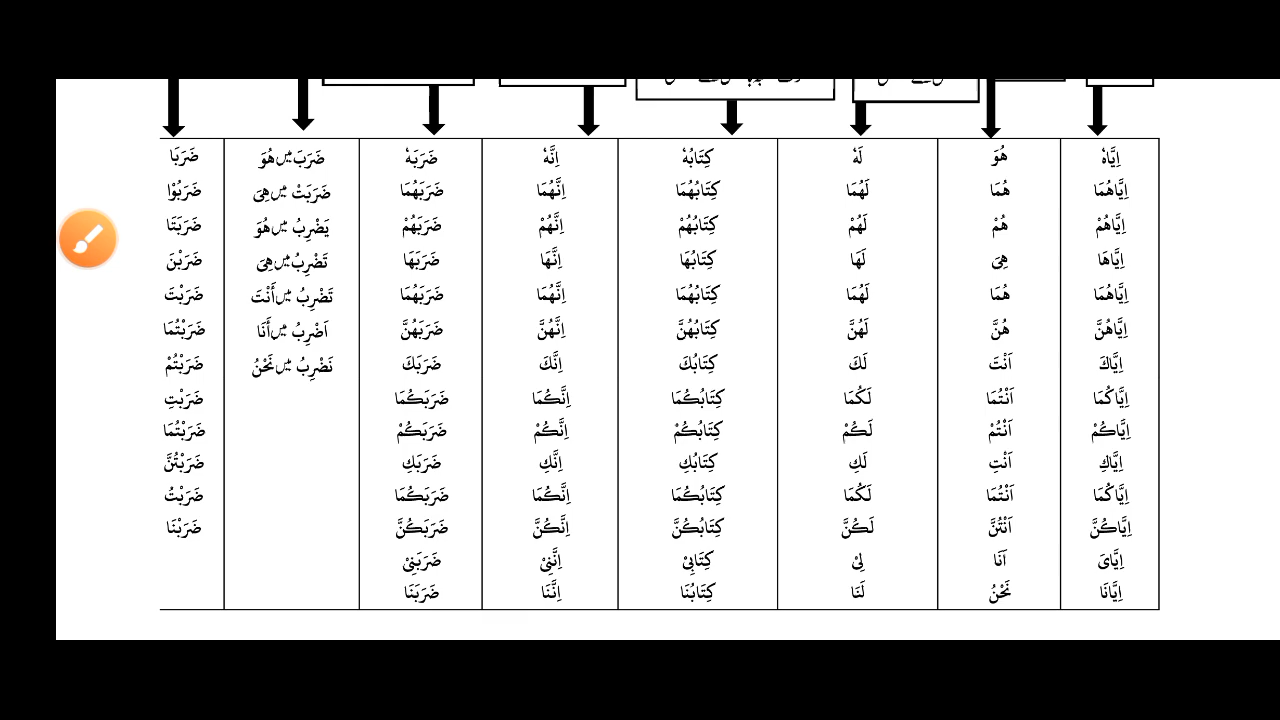 اِیَّاہُ هُوَ لَهٗ كِتَابُهٗ اِنَّهٗ ضَرَبَهٗ ضَرَبَ میں هُوَ ضَرَبَا
اِیَّاهُمَا هُمَا لَهُمَا كِتَابُهُمَا اِنَّهُمَا ضَرَبَهُمَا ضَرَبَتْ میں هِیَ ضَرَبُوْا
اِیَّاهُمْ هُمْ لَهُمْ كِتَابُهُمْ اِنَّهُمْ ضَرَبَهُمْ یَضْرِبُ میں هُوَ ضَرَبَتَا
اِیَّاهَا هِیَ لَهَا كِتَابُهَا اِنَّهَا ضَرَبَهَا تَضْرِبُ میں هِیَ ضَرَبْنَ
اِیَّاهُمَا هُمَا لَهُمَا كِتَابُهُمَا اِنَّهُمَا ضَرَبَهُمَا تَضْرِبُ میں أَنْتَ ضَرَبْتَ
اِیَّاهُنَّ هُنَّ لَهُنَّ كِتَابُهُنَّ اِنَّهُنَّ ضَرَبَهُنَّ اَضْرِبُ میں أَنَا ضَرَبْتُمَا
اِیَّاكَ اَنْتَ لَكَ كِتَابُكَ اِنَّكَ ضَرَبَكَ نَضْرِبُ میں نَحْنُ ضَرَبْتُمْ
اِیَّاكُمَا اَنْتُمَا لَكُمَا كِتَابُكُمَا اِنَّكُمَا ضَرَبَكُمَا ضَرَبْتِ
اِیَّاكُمْ اَنْتُمْ لَكُمْ كِتَابُكُمْ اِنَّكُمْ ضَرَبَكُمْ ضَرَبْتُمَا
اِیَّاكِ اَنْتِ لَكِ كِتَابُكِ اِنَّكِ ضَرَبَكِ ضَرَبْتُنَّ
اِیَّاكُمَا اَنْتُمَا لَكُمَا كِتَابُكُمَا اِنَّكُمَا ضَرَبَكُمَا ضَرَبْتُ
اِیَّاكُنَّ اَنْتُنَّ لَكُنَّ كِتَابُكُنَّ اِنَّكُنَّ ضَرَبَكُنَّ ضَرَبْنَا
اِیَّایَ اَنَا لِیْ كِتَابِیْ اِنَّنِیْ ضَرَبَنِیْ
اِیَّانَا نَحْنُ لَنَا كِتَابُنَا اِنَّنَا ضَرَبَنَا